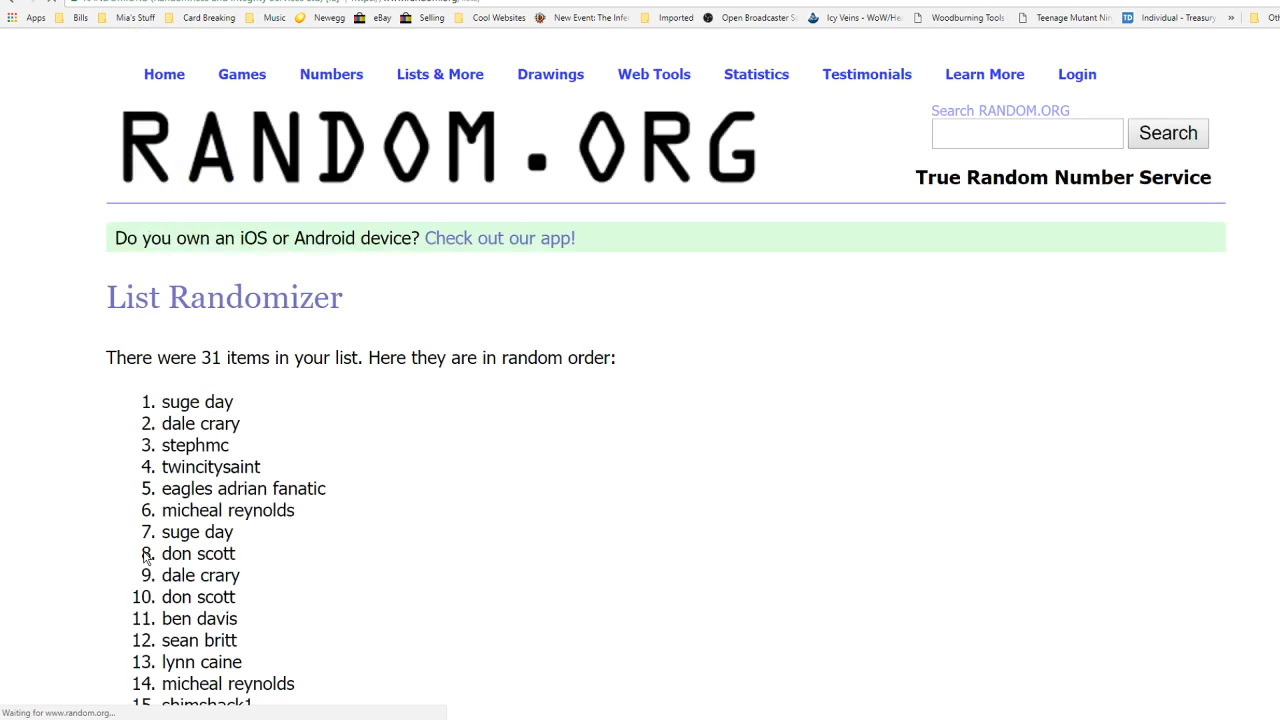 Apps Bills Mia's Stuff Card Breaking Music Newegg eBay Selling Cool Websites New Event: The Infe Imported Open Broadcaster S Icy Veins - WoW/He Woodburning Tools Teenage Mutant Nin Individual - Treasury »
Home Games Numbers Lists & More Drawings Web Tools Statistics Testimonials Learn More Login
RANDOM.ORG
Search RANDOM.ORG
Search
True Random Number Service
Do you own an iOS or Android device? Check out our app!
List Randomizer
There were 31 items in your list. Here they are in random order:
1. suge day
2. dale crary
3. stephmc
4. twincitysaint
5. eagles adrian fanatic
6. micheal reynolds
7. suge day
8. don scott
9. dale crary
10. don scott
11. ben davis
12. sean britt
13. lynn caine
14. micheal reynolds
15. shimshack1
Waiting for www.random.org...